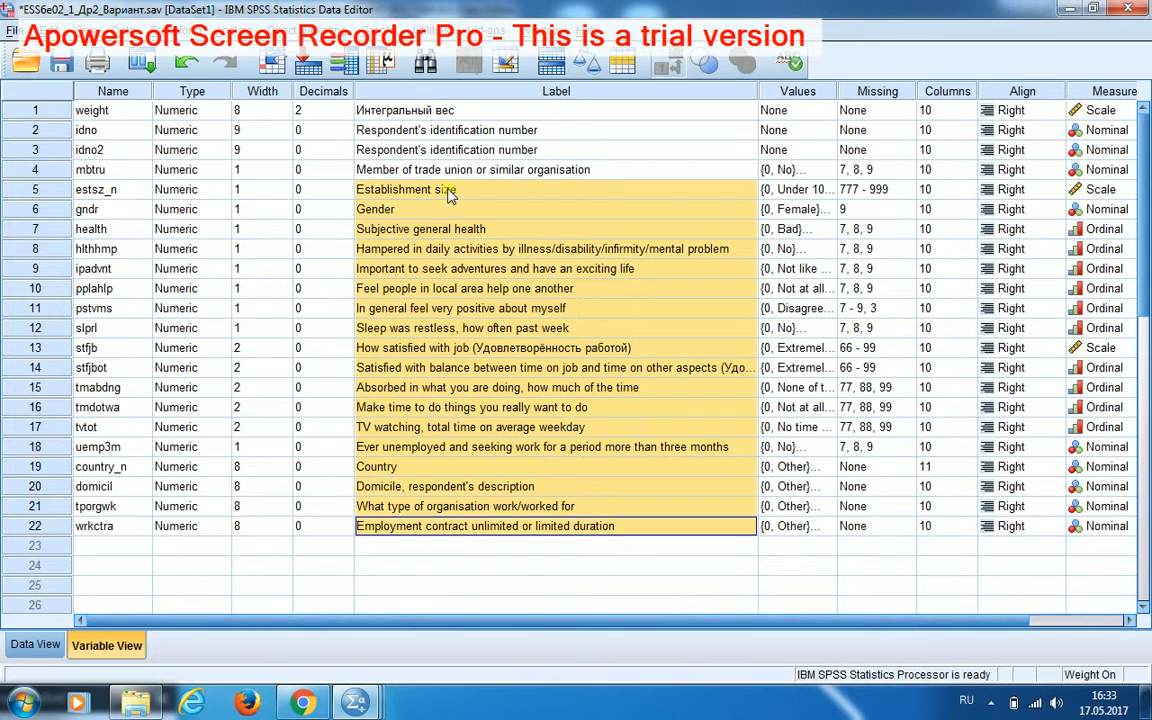 *ESS6e02_1_Др2_Вариант.sav [DataSet1] - IBM SPSS Statistics Data Editor
Apowersoft Screen Recorder Pro - This is a trial version
Name Type Width Decimals Label Values Missing Columns Align Measure
1 weight Numeric 8 2 Интегральный вес None None 10 Right Scale
2 idno Numeric 9 0 Respondent's identification number None None 10 Right Nominal
3 idno2 Numeric 9 0 Respondent's identification number None None 10 Right Nominal
4 mbtru Numeric 1 0 Member of trade union or similar organisation {0, No}... 7, 8, 9 10 Right Nominal
5 estsz_n Numeric 1 0 Establishment size {0, Under 10... 777 - 999 10 Right Scale
6 gndr Numeric 1 0 Gender {0, Female}... 9 10 Right Nominal
7 health Numeric 1 0 Subjective general health {0, Bad}... 7, 8, 9 10 Right Ordinal
8 hlthhmp Numeric 1 0 Hampered in daily activities by illness/disability/infirmity/mental problem {0, No}... 7, 8, 9 10 Right Ordinal
9 ipadvnt Numeric 1 0 Important to seek adventures and have an exciting life {0, Not like ... 7, 8, 9 10 Right Ordinal
10 pplahlp Numeric 1 0 Feel people in local area help one another {0, Not at all... 7, 8, 9 10 Right Ordinal
11 pstvms Numeric 1 0 In general feel very positive about myself {0, Disagree... 7 - 9, 3 10 Right Ordinal
12 slprl Numeric 1 0 Sleep was restless, how often past week {0, No}... 7, 8, 9 10 Right Ordinal
13 stfjb Numeric 2 0 How satisfied with job (Удовлетворённость работой) {0, Extremel... 66 - 99 10 Right Scale
14 stfjbot Numeric 2 0 Satisfied with balance between time on job and time on other aspects (Удо... {0, Extremel... 66 - 99 10 Right Ordinal
15 tmabdng Numeric 2 0 Absorbed in what you are doing, how much of the time {0, None of t... 77, 88, 99 10 Right Ordinal
16 tmdotwa Numeric 2 0 Make time to do things you really want to do {0, Not at all... 77, 88, 99 10 Right Ordinal
17 tvtot Numeric 2 0 TV watching, total time on average weekday {0, No time ... 77, 88, 99 10 Right Ordinal
18 uemp3m Numeric 1 0 Ever unemployed and seeking work for a period more than three months {0, No}... 7, 8, 9 10 Right Nominal
19 country_n Numeric 8 0 Country {0, Other}... None 11 Right Nominal
20 domicil Numeric 8 0 Domicile, respondent's description {0, Other}... None 10 Right Nominal
21 tporgwk Numeric 8 0 What type of organisation work/worked for {0, Other}... None 10 Right Nominal
22 wrkctra Numeric 8 0 Employment contract unlimited or limited duration {0, Other}... None 10 Right Nominal
23
24
25
26
Data View Variable View
IBM SPSS Statistics Processor is ready Weight On
RU 16:33
17.05.2017